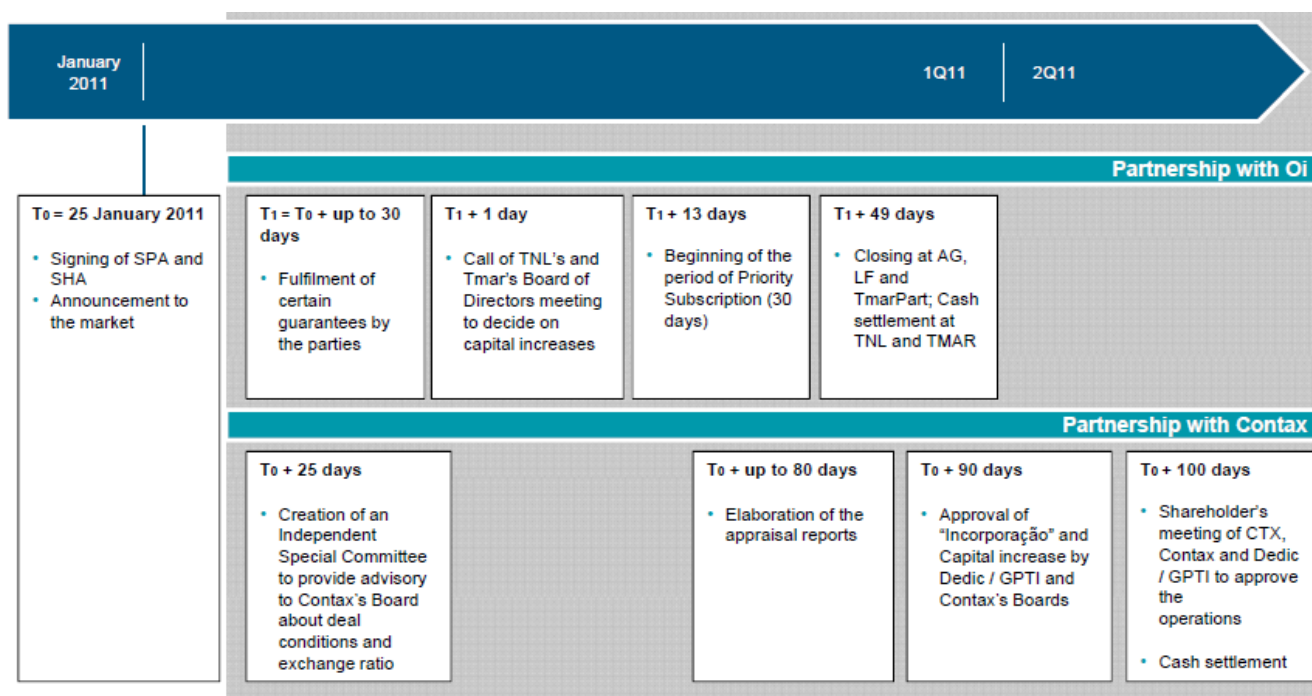 January
2011
1Q11
2Q11
Partnership with Oi
T0 = 25 January 2011
• Signing of SPA and
SHA
• Announcement to
the market
T1 = T0 + up to 30
days
• Fulfilment of
certain
guarantees by
the parties
T1 + 1 day
• Call of TNL's and
Tmar's Board of
Directors meeting
to decide on
capital increases
T1 + 13 days
• Beginning of the
period of Priority
Subscription (30
days)
T1 + 49 days
• Closing at AG,
LF and
TmarPart; Cash
settlement at
TNL and TMAR
Partnership with Contax
T0 + 25 days
• Creation of an
Independent
Special Committee
to provide advisory
to Contax's Board
about deal
conditions and
exchange ratio
T0 + up to 80 days
• Elaboration of the
appraisal reports
T0 + 90 days
• Approval of
“Incorporação” and
Capital increase by
Dedic / GPTI and
Contax's Boards
T0 + 100 days
• Shareholder's
meeting of CTX,
Contax and Dedic
/ GPTI to approve
the
operations
• Cash settlement